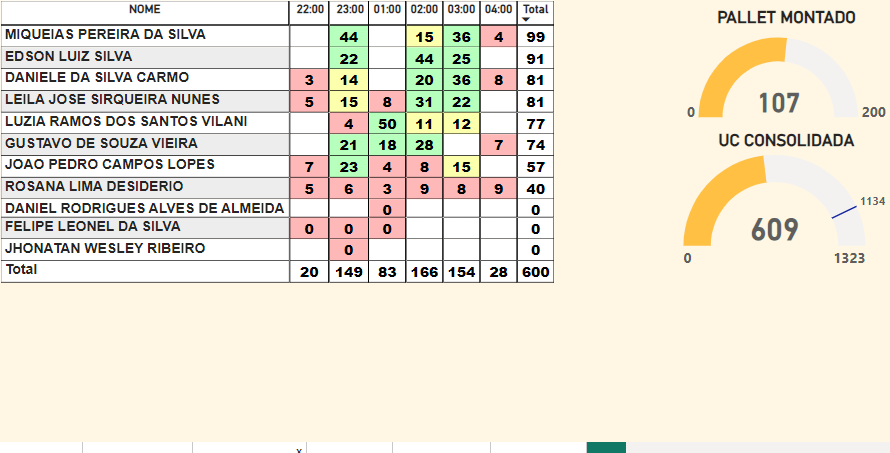 NOME 22:00 23:00 01:00 02:00 03:00 04:00 Total
MIQUEIAS PEREIRA DA SILVA 44 15 36 4 99
EDSON LUIZ SILVA 22 44 25 91
DANIELE DA SILVA CARMO 3 14 20 36 8 81
LEILA JOSE SIRQUEIRA NUNES 5 15 8 31 22 81
LUZIA RAMOS DOS SANTOS VILANI 4 50 11 12 77
GUSTAVO DE SOUZA VIEIRA 21 18 28 7 74
JOAO PEDRO CAMPOS LOPES 7 23 4 8 15 57
ROSANA LIMA DESIDERIO 5 6 3 9 8 9 40
DANIEL RODRIGUES ALVES DE ALMEIDA 0 0
FELIPE LEONEL DA SILVA 0 0 0 0
JHONATAN WESLEY RIBEIRO 0 0
Total 20 149 83 166 154 28 600
PALLET MONTADO
107
0 200
UC CONSOLIDADA
1134
609
0 1323
x